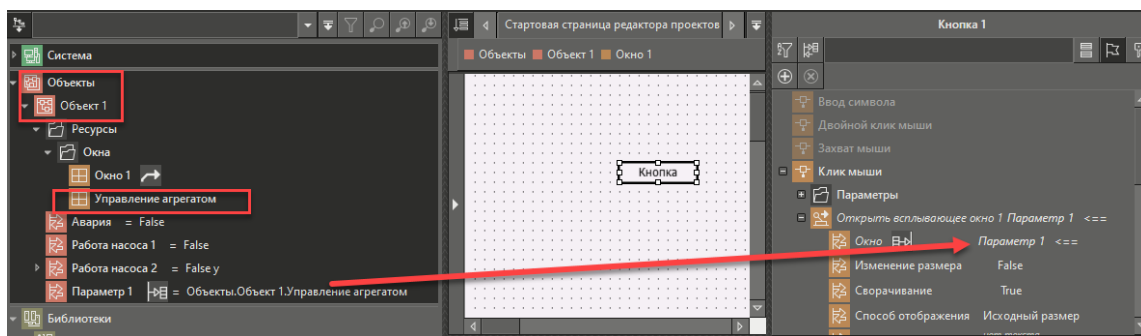 Стартовая страница редактора проектов
Кнопка 1
Система
Объекты
Объект 1
Ресурсы
Окна
Окно 1
Управление агрегатом
Авария = False
Работа насоса 1 = False
Работа насоса 2 = False y
Параметр 1 = Объекты.Объект 1.Управление агрегатом
Библиотеки
Объекты Объект 1 Окно 1
Кнопка
Ввод символа
Двойной клик мыши
Захват мыши
Клик мыши
Параметры
Открыть всплывающее окно 1 Параметр 1 <==
Окно Параметр 1 <==
Изменение размера False
Сворачивание True
Способ отображения Исходный размер